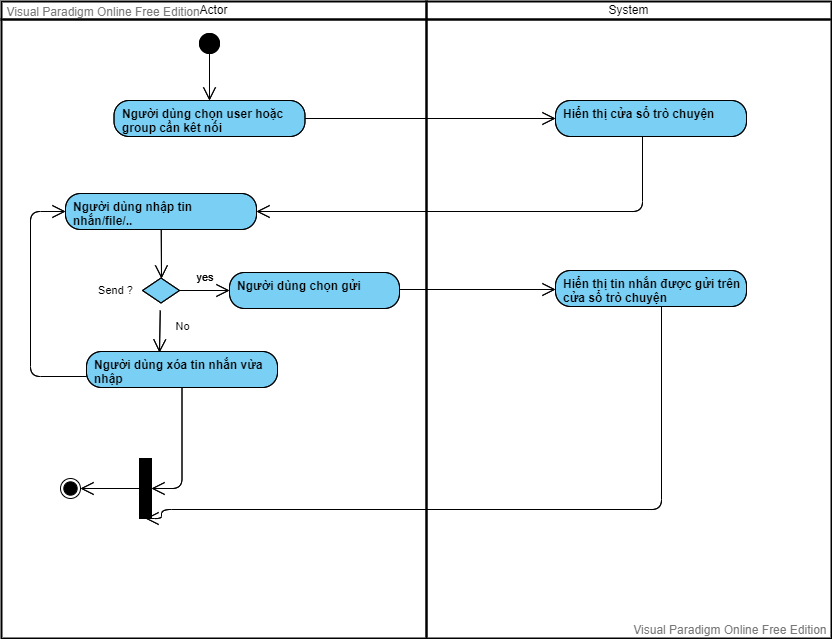 Visual Paradigm Online Free Edition
Actor
System
Người dùng chọn user hoặc
group cần kêt nối
Hiển thị cửa sổ trò chuyện
Người dùng nhập tin
nhắn/file/..
Send ?
yes
Người dùng chọn gửi
Hiển thị tin nhắn được gửi trên
cửa sổ trò chuyện
No
Người dùng xóa tin nhắn vừa
nhập
Visual Paradigm Online Free Edition